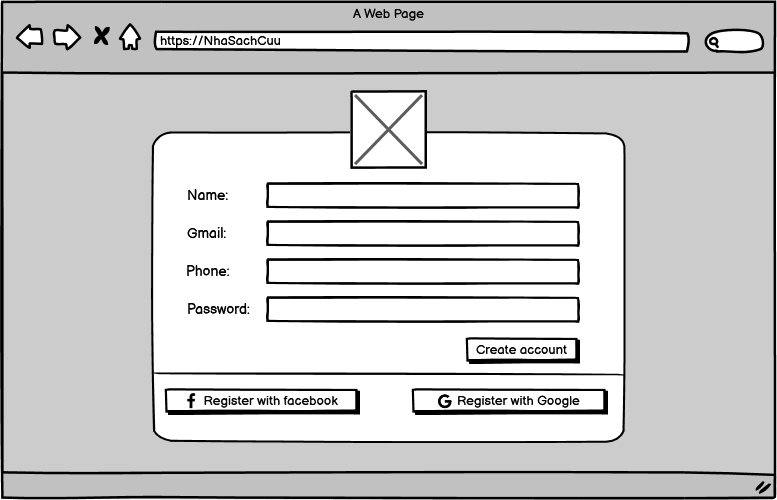 A Web Page
https://NhaSachCuu
Name:
Gmail:
Phone:
Password:
Create account
Register with facebook
Register with Google